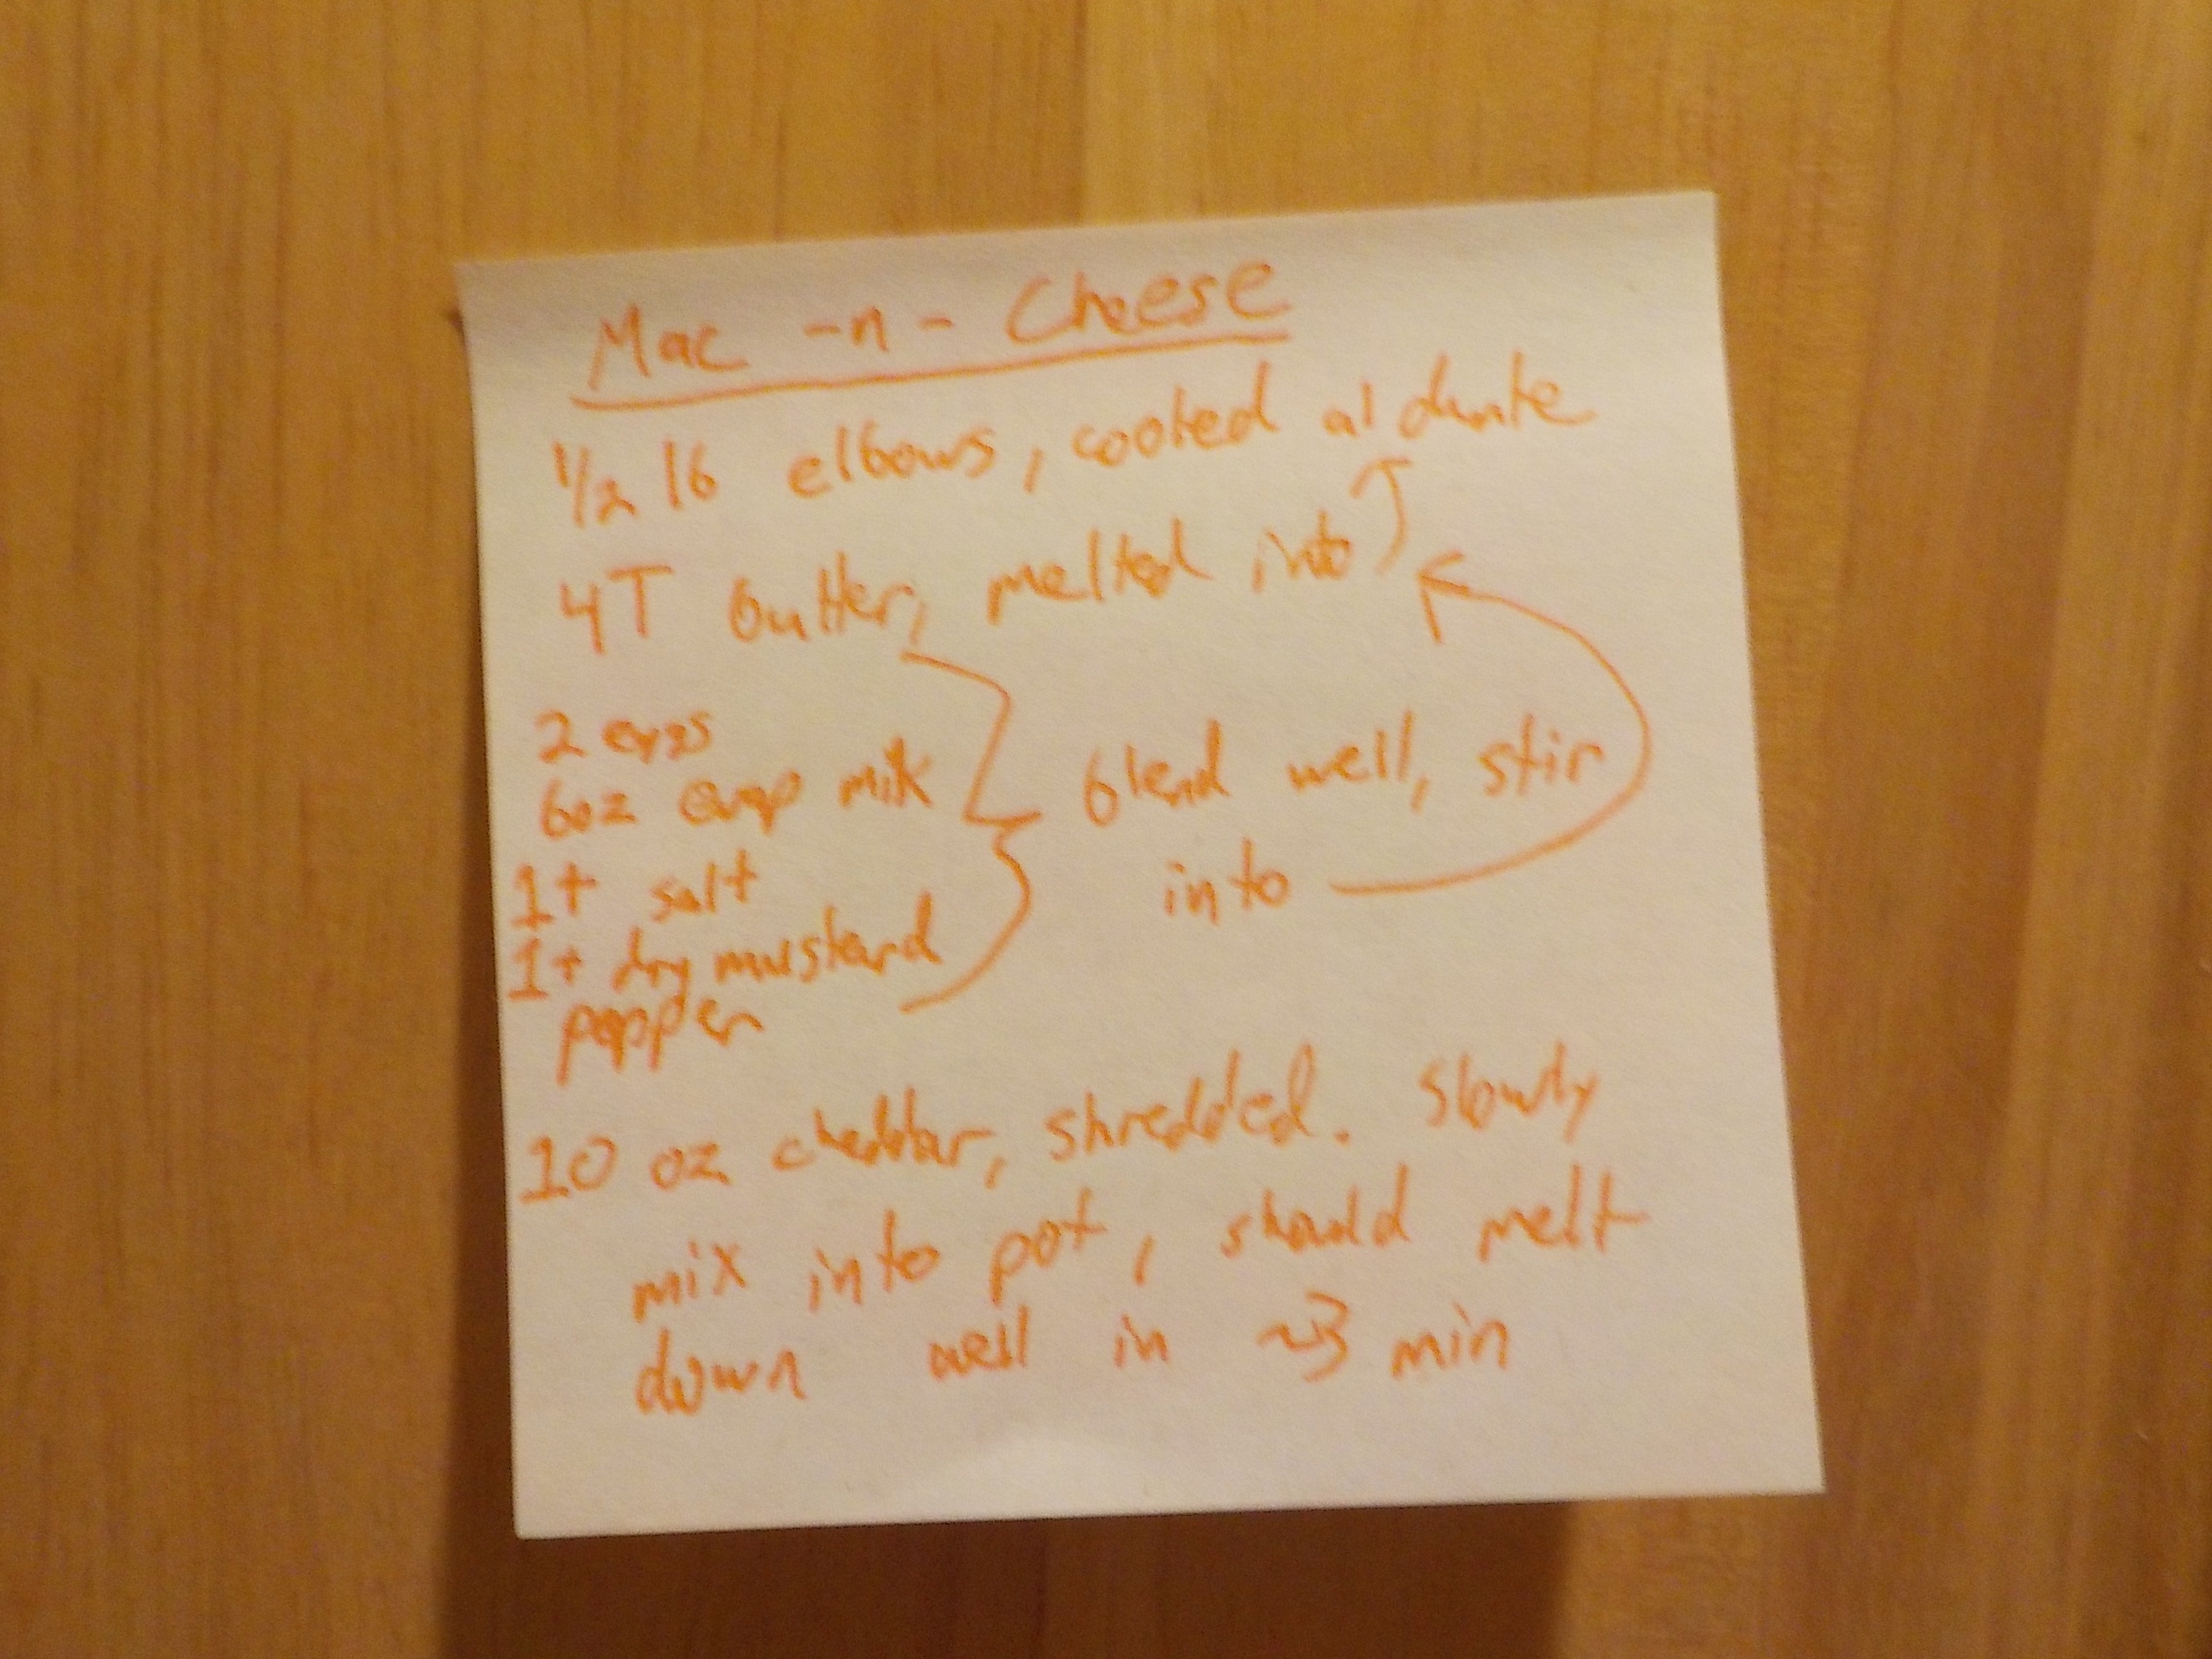 Mac -n- Cheese
1/2 lb elbows, cooked al dente
4T butter, melted into
2 eggs
6oz evap milk
1t salt
1t dry mustard
pepper
blend well, stir
into
10 oz cheddar, shredded. Slowly
mix into pot, should melt
down well in ~3 min